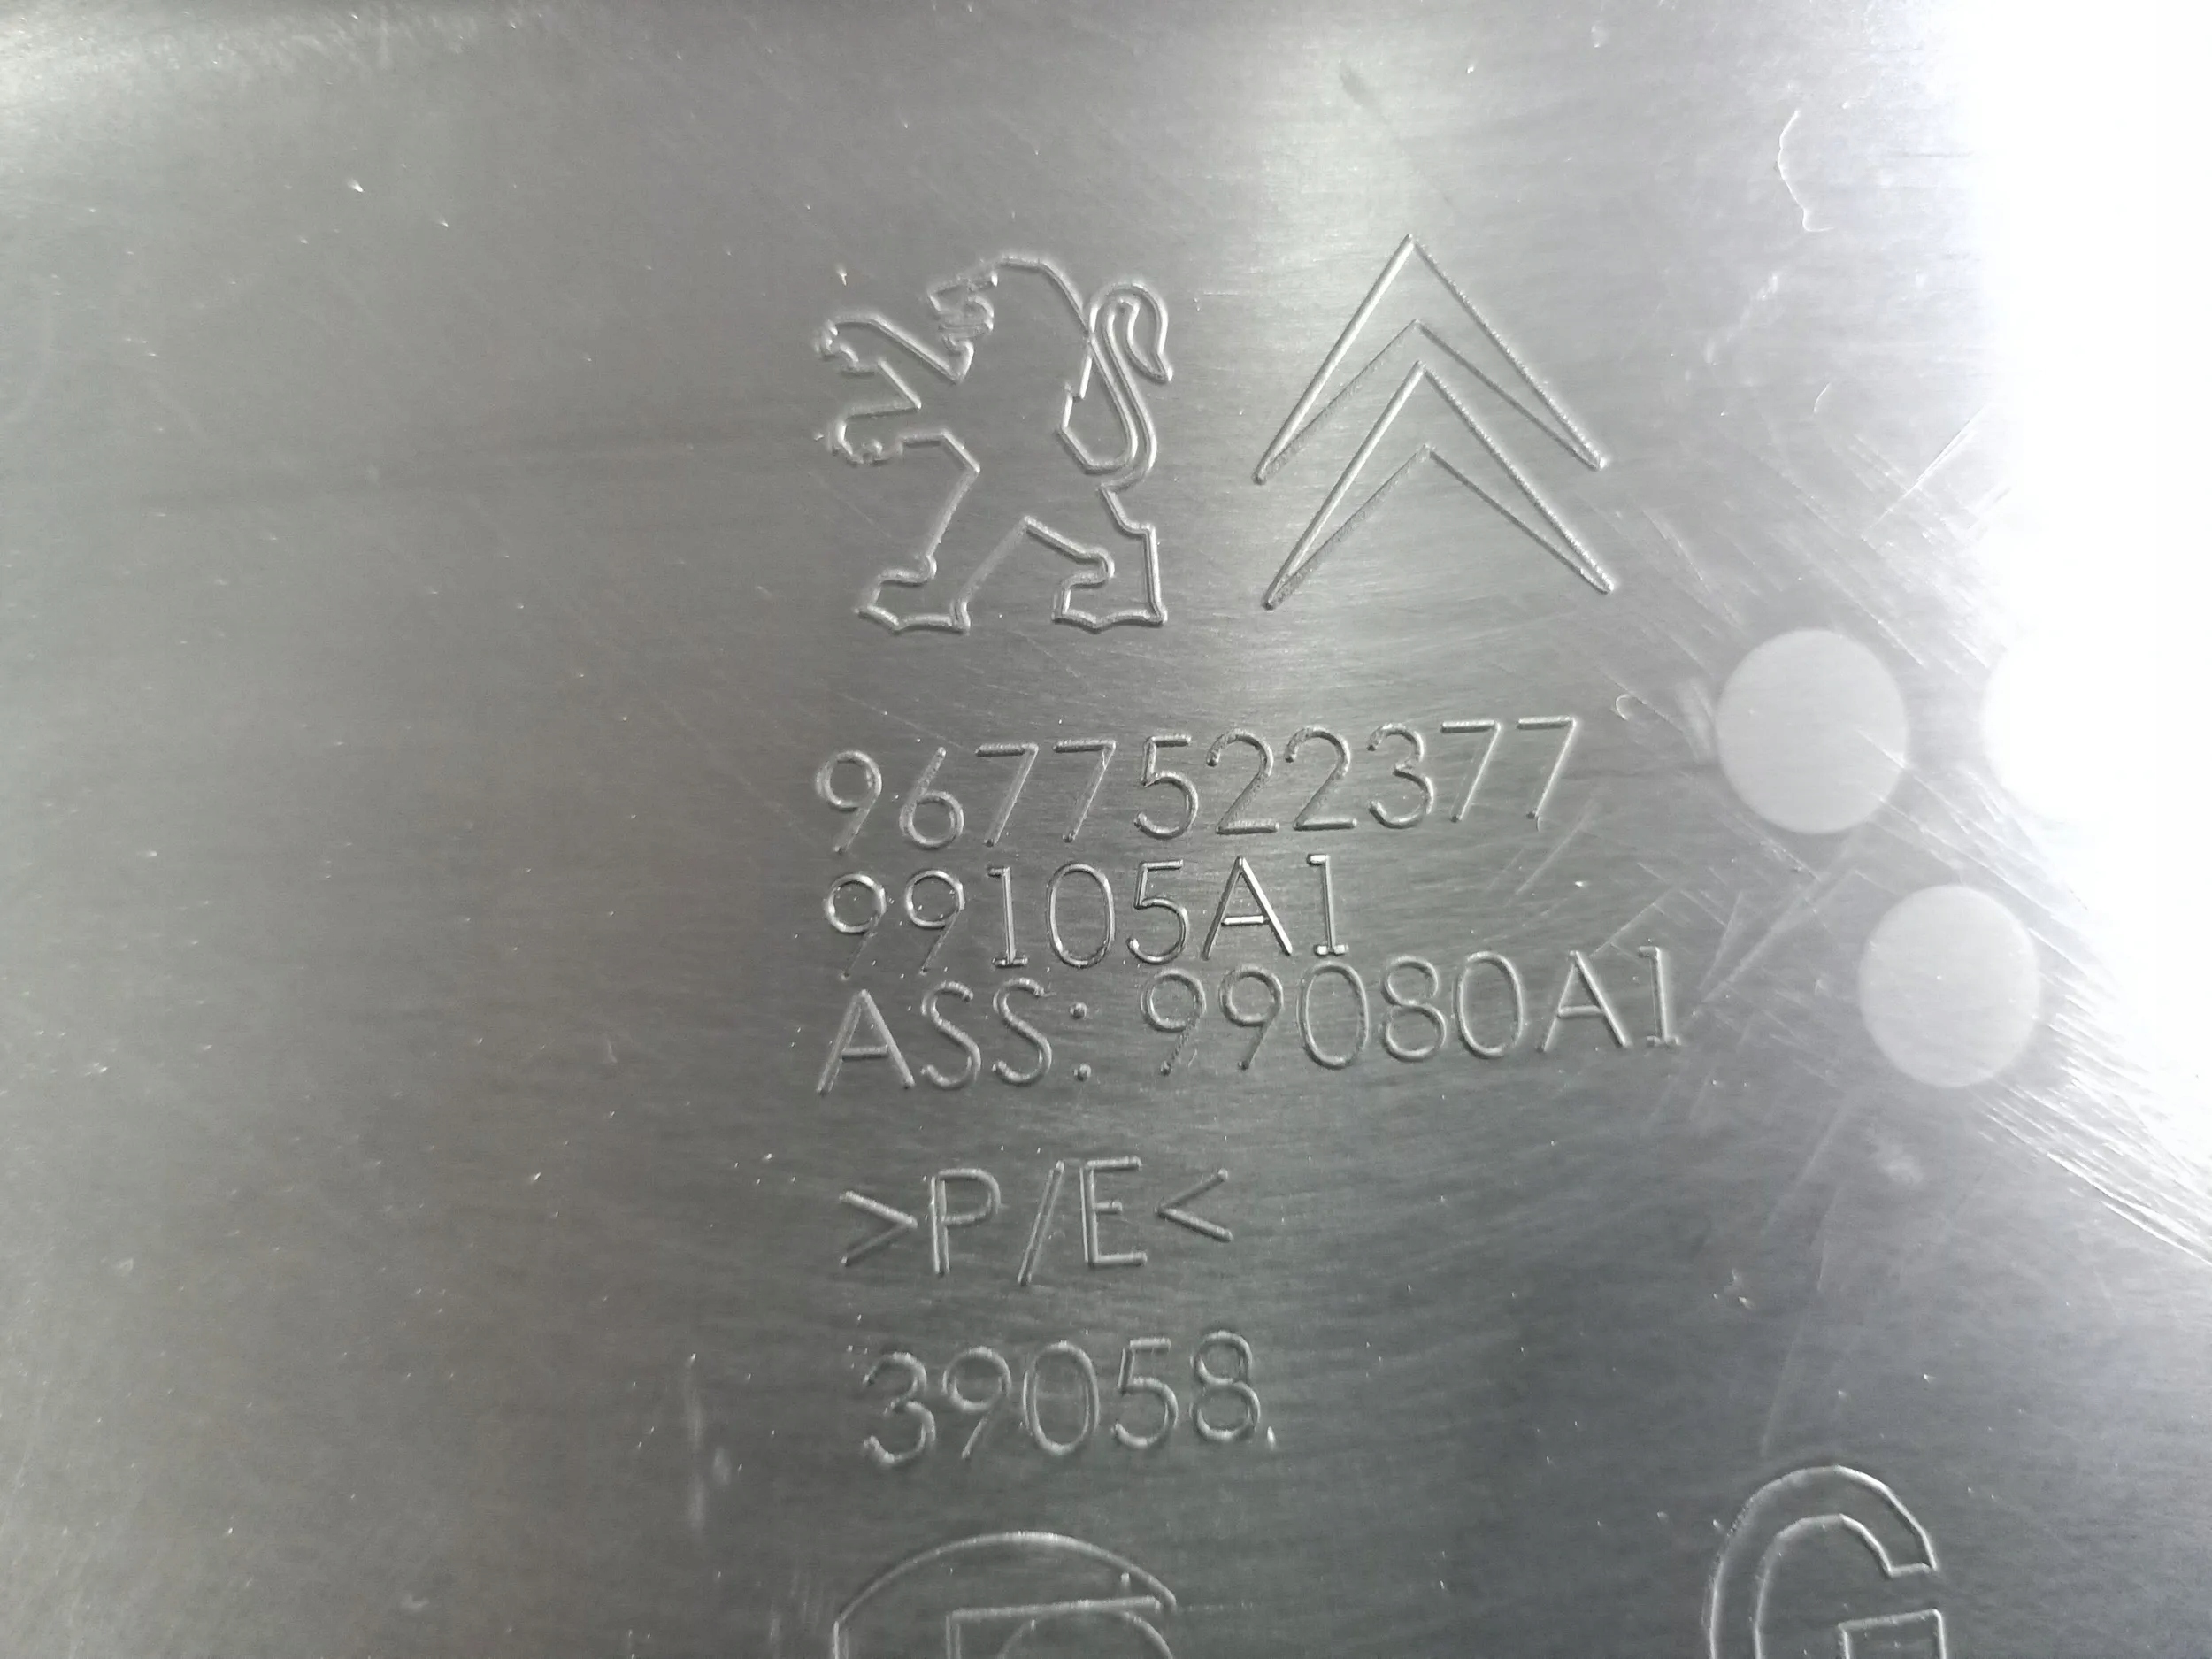 9677522377
99105A1
ASS: 99080A1
>P/E<
39058.
G